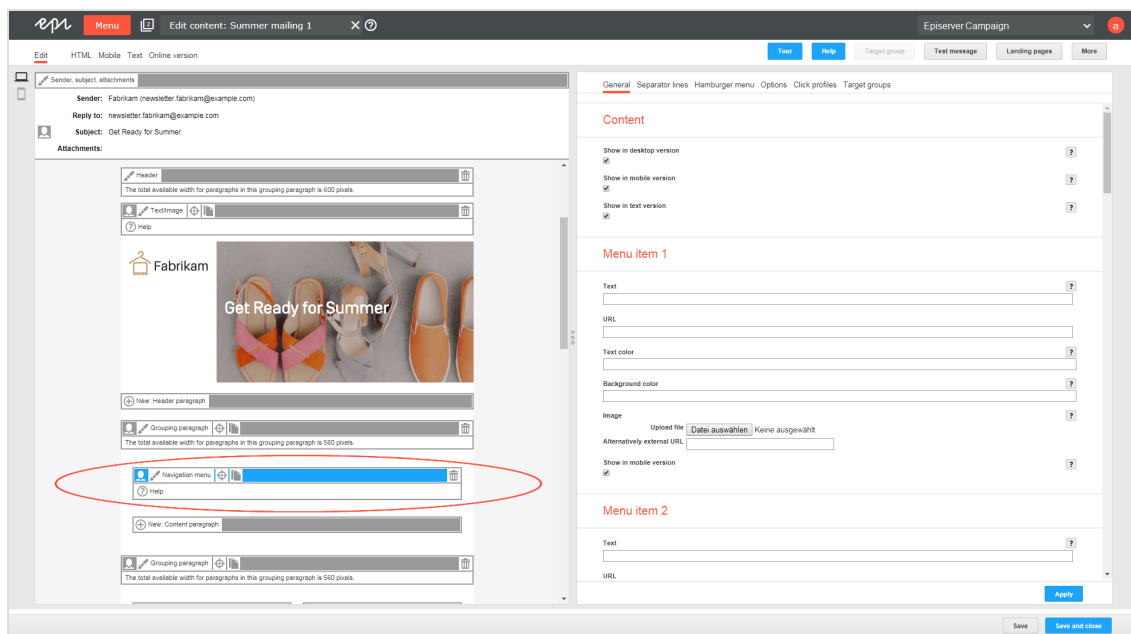 epi Menu 2 Edit content: Summer mailing 1 Episerver Campaign a
Edit HTML Mobile Text Online version Tour Help Target group Test message Landing pages More
Sender, subject, attachments
Sender: Fabrikam (newsletter.fabrikam@example.com)
Reply to: newsletter.fabrikam@example.com
Subject: Get Ready for Summer
Attachments:
Header
The total available width for paragraphs in this grouping paragraph is 600 pixels.
Text/Image
? Help
Fabrikam
Get Ready for Summer
New: Header paragraph
Grouping paragraph
The total available width for paragraphs in this grouping paragraph is 560 pixels.
Navigation menu
? Help
New: Content paragraph
Grouping paragraph
The total available width for paragraphs in this grouping paragraph is 560 pixels.
General Separator lines Hamburger menu Options Click profiles Target groups
Content
Show in desktop version ?
Show in mobile version ?
Show in text version ?
Menu item 1
Text ?
URL
Text color ?
Background color ?
Image ?
Upload file Datei auswählen Keine ausgewählt
Alternatively external URL
Show in mobile version ?
Menu item 2
Text ?
URL
Apply
Save Save and close